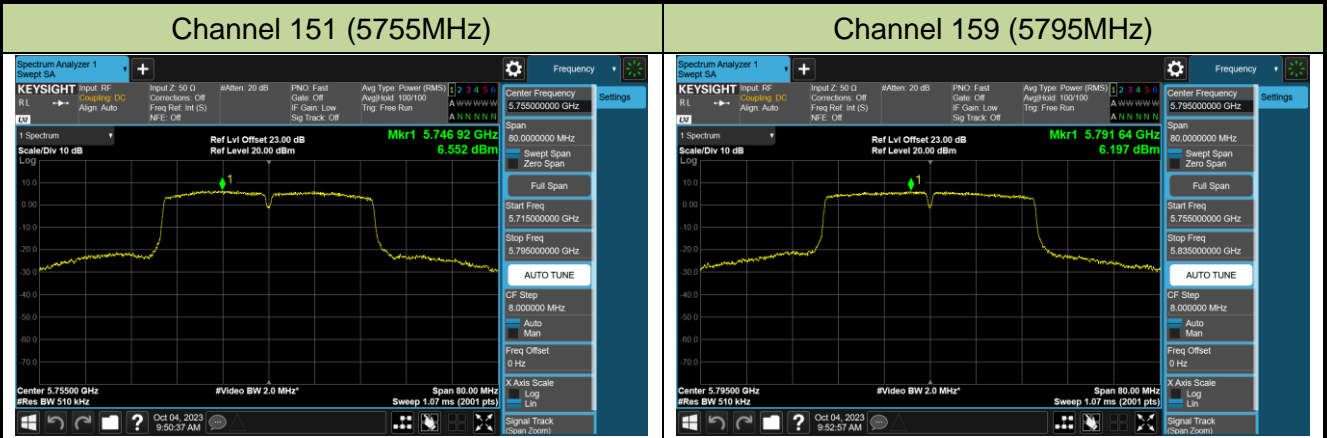 Channel 151 (5755MHz)
Channel 159 (5795MHz)
Spectrum Analyzer 1
Swept SA
Frequency
KEYSIGHT
Input: RF
Coupling: DC
Align: Auto
Input Z: 50 Ω
Corrections: Off
Freq Ref: Int (S)
NFE: Off
#Atten: 20 dB
PNO: Fast
Gate: Off
IF Gain: Low
Sig Track: Off
Avg Type: Power (RMS)
Avg|Hold: 100/100
Trig: Free Run
1 2 3 4 5 6
A W W W W W
A N N N N N
R L
LXI
1 Spectrum
Scale/Div 10 dB
Log
Ref Lvl Offset 23.00 dB
Ref Level 20.00 dBm
Mkr1 5.746 92 GHz
6.552 dBm
1
10.0
0.00
-10.0
-20.0
-30.0
-40.0
-50.0
-60.0
-70.0
Center 5.75500 GHz
#Res BW 510 kHz
#Video BW 2.0 MHz*
Span 80.00 MHz
Sweep 1.07 ms (2001 pts)
Center Frequency
5.755000000 GHz
Settings
Span
80.0000000 MHz
Swept Span
Zero Span
Full Span
Start Freq
5.715000000 GHz
Stop Freq
5.795000000 GHz
AUTO TUNE
CF Step
8.000000 MHz
Auto
Man
Freq Offset
0 Hz
X Axis Scale
Log
Lin
Signal Track
(Span Zoom)
?
Oct 04, 2023
9:50:37 AM
Spectrum Analyzer 1
Swept SA
Frequency
KEYSIGHT
Input: RF
Coupling: DC
Align: Auto
Input Z: 50 Ω
Corrections: Off
Freq Ref: Int (S)
NFE: Off
#Atten: 20 dB
PNO: Fast
Gate: Off
IF Gain: Low
Sig Track: Off
Avg Type: Power (RMS)
Avg|Hold: 100/100
Trig: Free Run
1 2 3 4 5 6
A W W W W W
A N N N N N
R L
LXI
1 Spectrum
Scale/Div 10 dB
Log
Ref Lvl Offset 23.00 dB
Ref Level 20.00 dBm
Mkr1 5.791 64 GHz
6.197 dBm
1
10.0
0.00
-10.0
-20.0
-30.0
-40.0
-50.0
-60.0
-70.0
Center 5.79500 GHz
#Res BW 510 kHz
#Video BW 2.0 MHz*
Span 80.00 MHz
Sweep 1.07 ms (2001 pts)
Center Frequency
5.795000000 GHz
Settings
Span
80.0000000 MHz
Swept Span
Zero Span
Full Span
Start Freq
5.755000000 GHz
Stop Freq
5.835000000 GHz
AUTO TUNE
CF Step
8.000000 MHz
Auto
Man
Freq Offset
0 Hz
X Axis Scale
Log
Lin
Signal Track
(Span Zoom)
?
Oct 04, 2023
9:52:57 AM